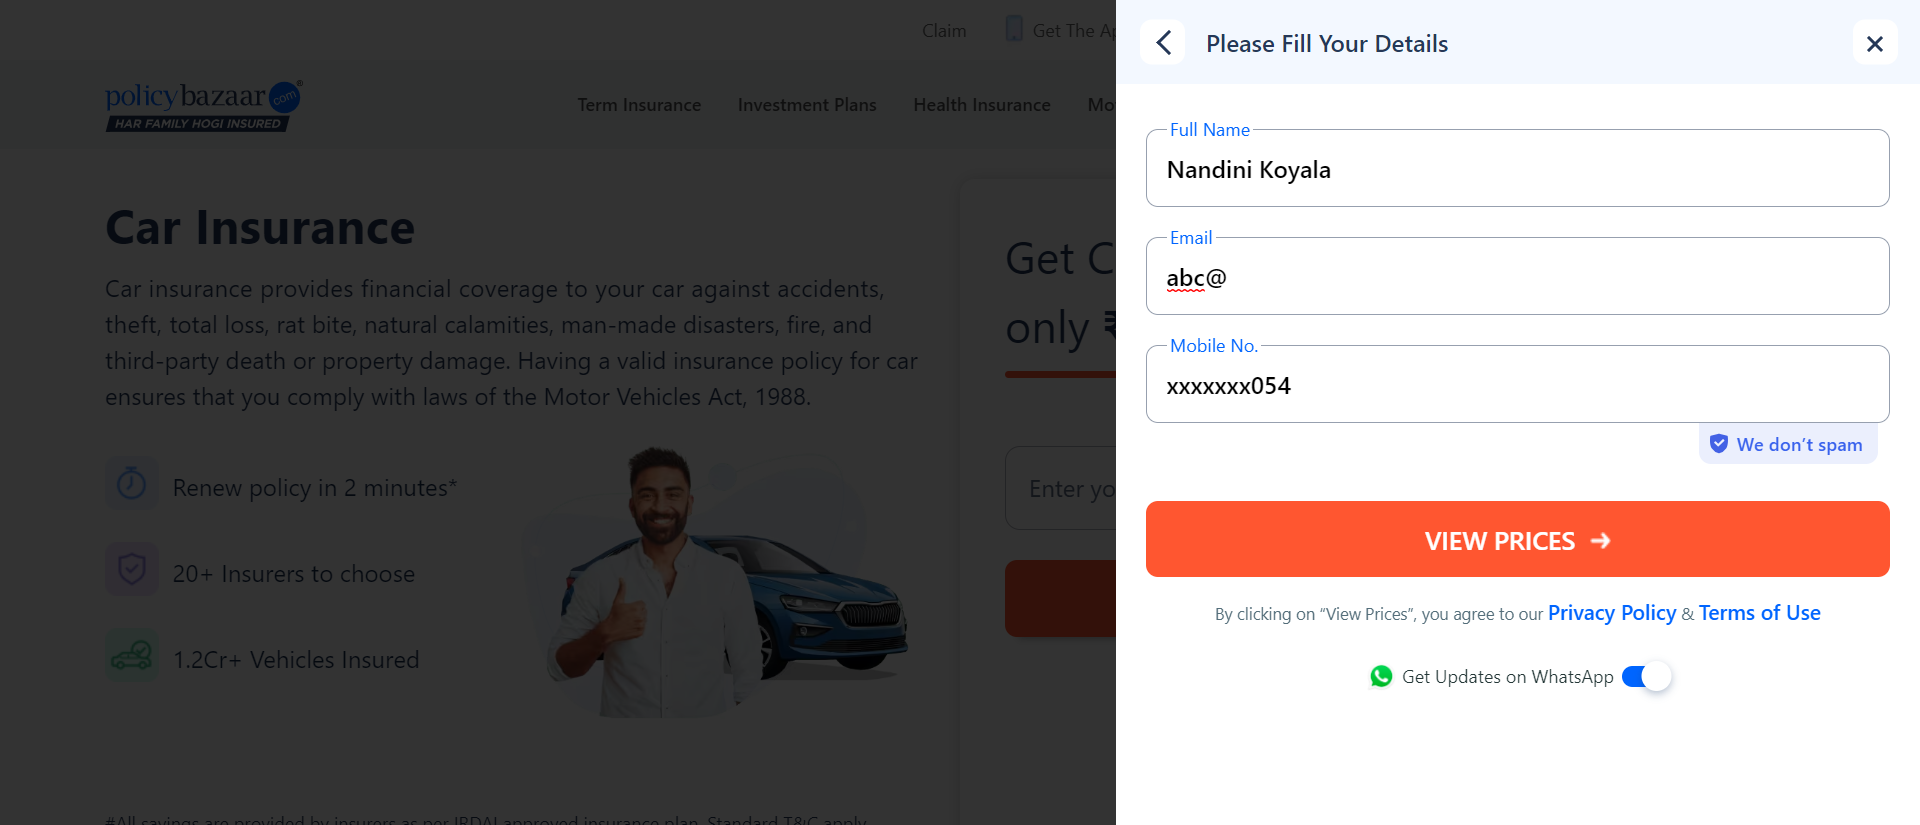 Claim
Get The Ap
policybazaar.com®
HAR FAMILY HOGI INSURED
Term Insurance
Investment Plans
Health Insurance
Mo
Car Insurance
Car insurance provides financial coverage to your car against accidents,
theft, total loss, rat bite, natural calamities, man-made disasters, fire, and
third-party death or property damage. Having a valid insurance policy for car
ensures that you comply with laws of the Motor Vehicles Act, 1988.
Renew policy in 2 minutes*
20+ Insurers to choose
1.2Cr+ Vehicles Insured
#All savings are provided by insurers as per IRDAI approved insurance plan. Standard T&C apply
Get C
only ₹
Enter yo
Please Fill Your Details
Full Name
Nandini Koyala
Email
abc@
Mobile No.
xxxxxxx054
We don't spam
VIEW PRICES →
By clicking on “View Prices”, you agree to our Privacy Policy & Terms of Use
Get Updates on WhatsApp